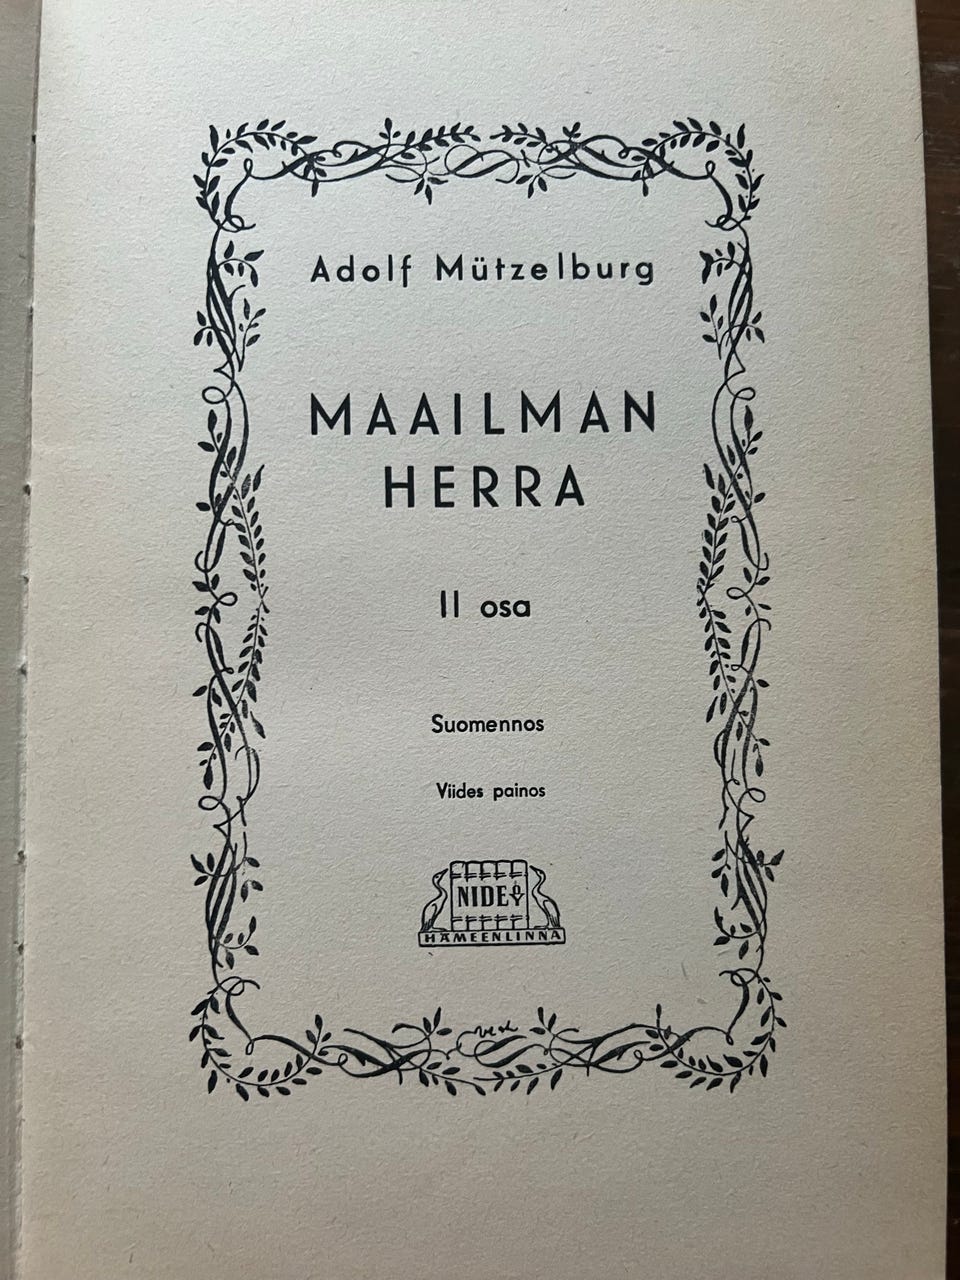 Adolf Mützelburg
MAAILMAN
HERRA
II osa
Suomennos
Viides painos
NIDE
HÄMEENLINNA